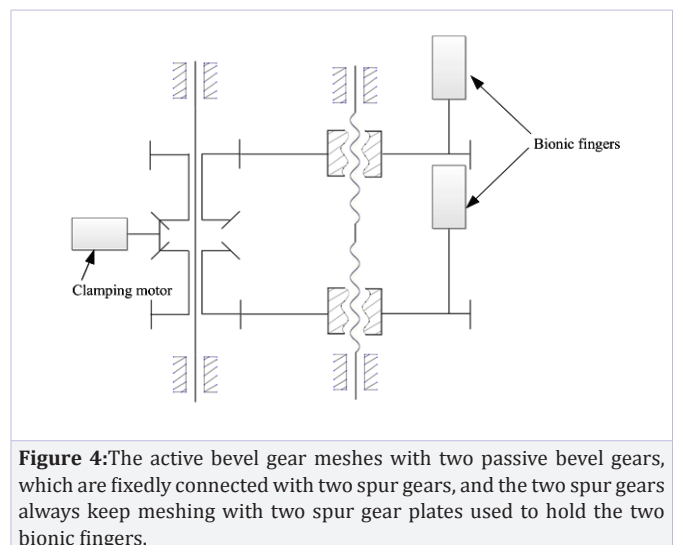 Bionic fingers
Clamping motor
Figure 4:The active bevel gear meshes with two passive bevel gears,
which are fixedly connected with two spur gears, and the two spur gears
always keep meshing with two spur gear plates used to hold the two
bionic fingers.